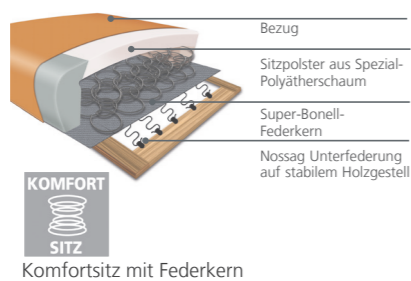 Bezug
Sitzpolster aus Spezial-
Polyätherschaum
Super-Bonell-
Federkern
Nossag Unterfederung
auf stabilem Holzgestell
KOMFORT
SITZ
Komfortsitz mit Federkern